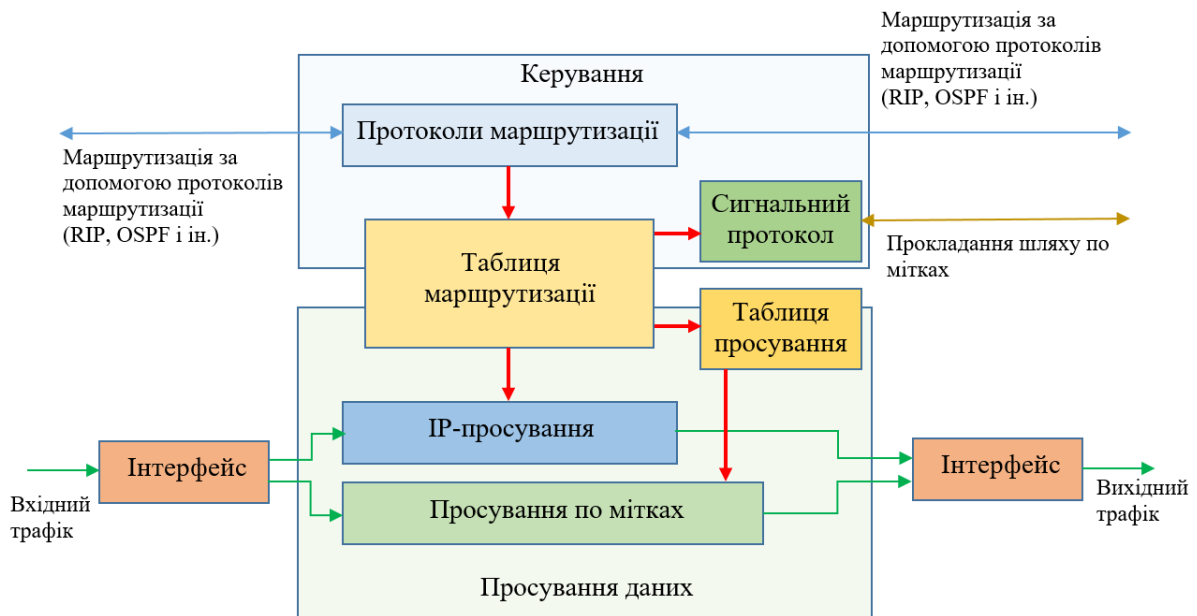 Маршрутизація за
допомогою протоколів
маршрутизації
(RIP, OSPF і ін.)
Керування
Протоколи маршрутизації
Маршрутизація за
допомогою протоколів
маршрутизації
(RIP, OSPF і ін.)
Сигнальний
протокол
Прокладання шляху по
мітках
Таблиця
маршрутизації
Таблиця
просування
IP-просування
Інтерфейс
Інтерфейс
Вхідний
трафік
Просування по мітках
Вихідний
трафік
Просування даних